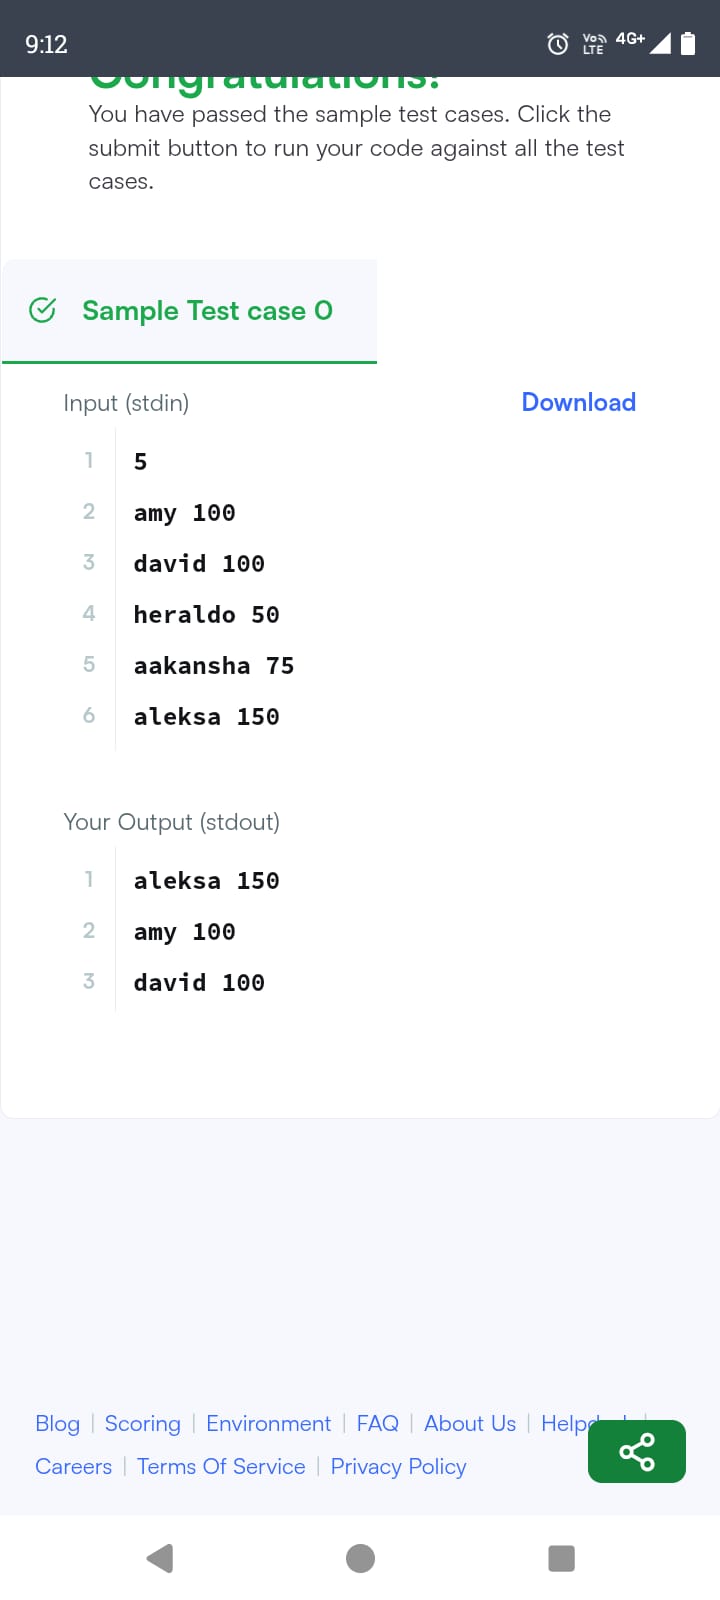 9:12
Vo LTE 4G+
Congratulations!
You have passed the sample test cases. Click the
submit button to run your code against all the test
cases.
Sample Test case 0
Input (stdin)
Download
1 5
2 amy 100
3 david 100
4 heraldo 50
5 aakansha 75
6 aleksa 150
Your Output (stdout)
1 aleksa 150
2 amy 100
3 david 100
Blog | Scoring | Environment | FAQ | About Us |
Careers | Terms Of Service | Privacy Policy